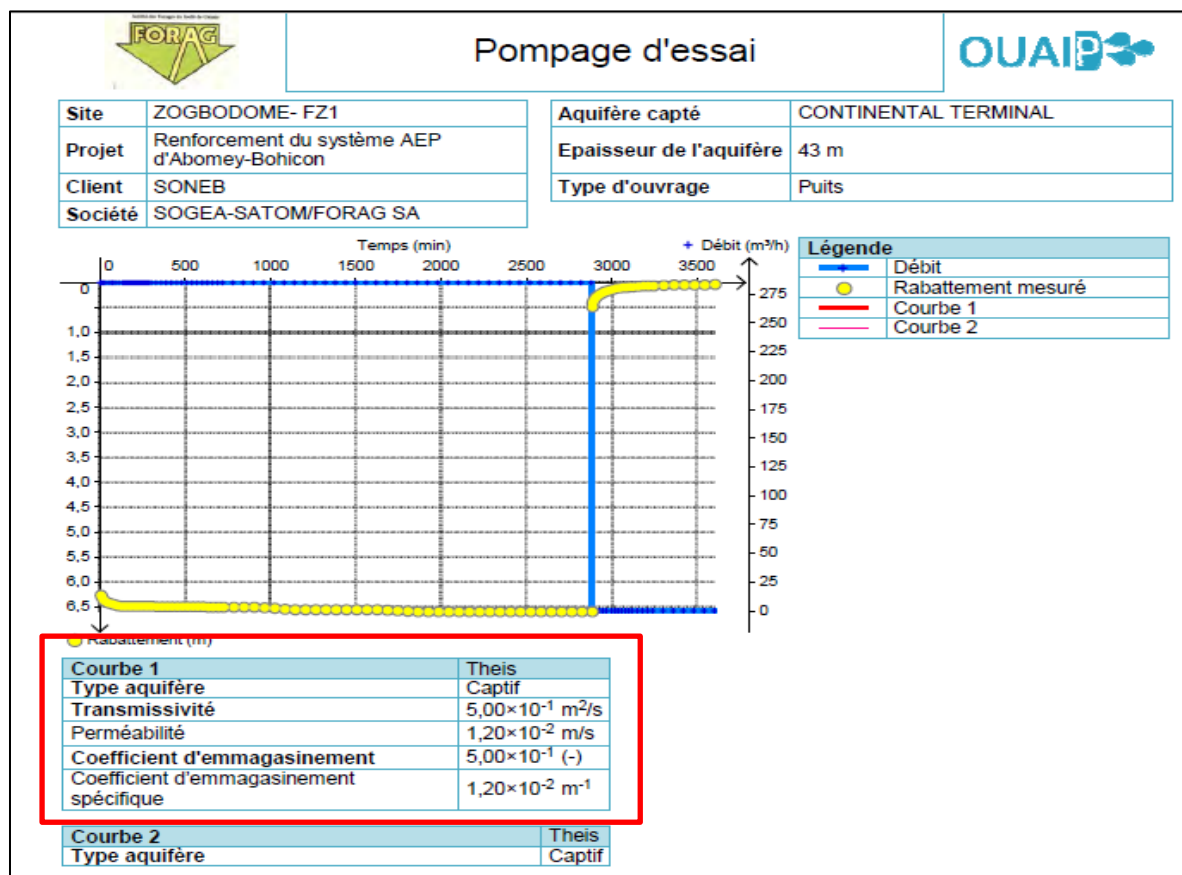 FORAG
Pompage d'essai
OUAIP
Site ZOGBODOME- FZ1
Projet Renforcement du système AEP
d'Abomey-Bohicon
Client SONEB
Société SOGEA-SATOM/FORAG SA
Aquifère capté CONTINENTAL TERMINAL
Epaisseur de l'aquifère 43 m
Type d'ouvrage Puits
Temps (min)
+ Débit (m³/h)
0 500 1000 1500 2000 2500 3000 3500
0
1,0
1,5
2,0
2,5
3,0
3,5
4,0
4,5
5,0
5,5
6,0
6,5
275
250
225
200
175
150
125
100
75
50
25
0
Légende
Débit
Rabattement mesuré
Courbe 1
Courbe 2
Rabattement (m)
Courbe 1 Theis
Type aquifère Captif
Transmissivité 5,00×10⁻¹ m²/s
Perméabilité 1,20×10⁻² m/s
Coefficient d'emmagasinement 5,00×10⁻¹ (-)
Coefficient d'emmagasinement
spécifique 1,20×10⁻² m⁻¹
Courbe 2 Theis
Type aquifère Captif